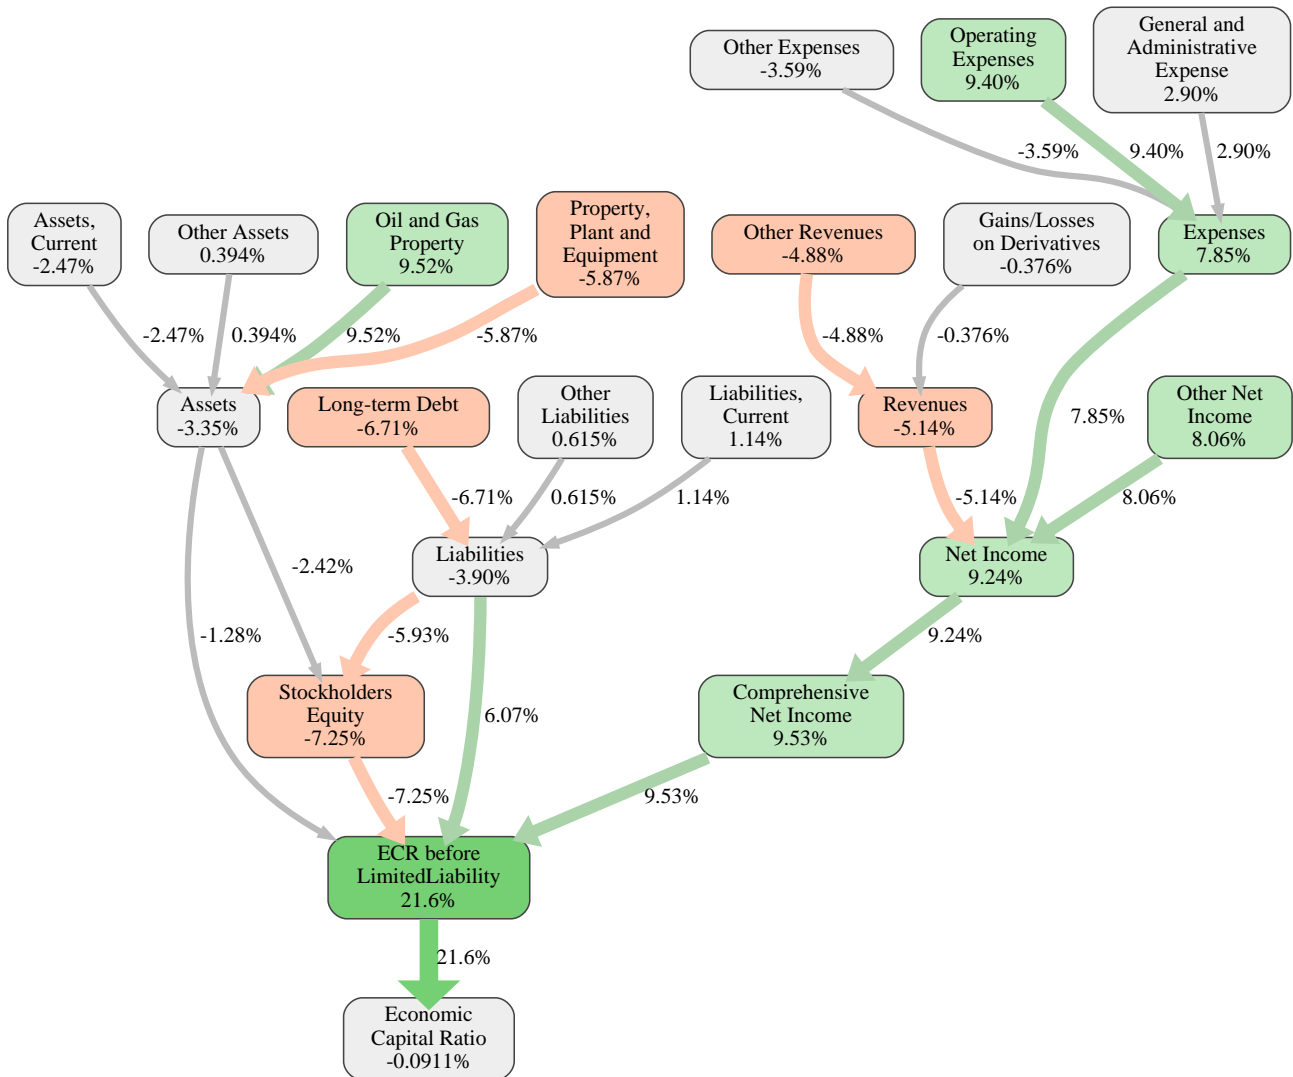 Other Expenses
-3.59%
Operating
Expenses
9.40%
General and
Administrative
Expense
2.90%
-3.59%
9.40%
2.90%
Assets,
Current
-2.47%
Other Assets
0.394%
Oil and Gas
Property
9.52%
Property,
Plant and
Equipment
-5.87%
Other Revenues
-4.88%
Gains/Losses
on Derivatives
-0.376%
Expenses
7.85%
-2.47%
0.394%
9.52%
-5.87%
-4.88%
-0.376%
7.85%
Assets
-3.35%
Long-term Debt
-6.71%
Other
Liabilities
0.615%
Liabilities,
Current
1.14%
Revenues
-5.14%
Other Net
Income
8.06%
-6.71%
0.615%
1.14%
-5.14%
8.06%
Liabilities
-3.90%
Net Income
9.24%
-2.42%
-1.28%
-5.93%
9.24%
Stockholders
Equity
-7.25%
6.07%
Comprehensive
Net Income
9.53%
-7.25%
9.53%
ECR before
LimitedLiability
21.6%
21.6%
Economic
Capital Ratio
-0.0911%